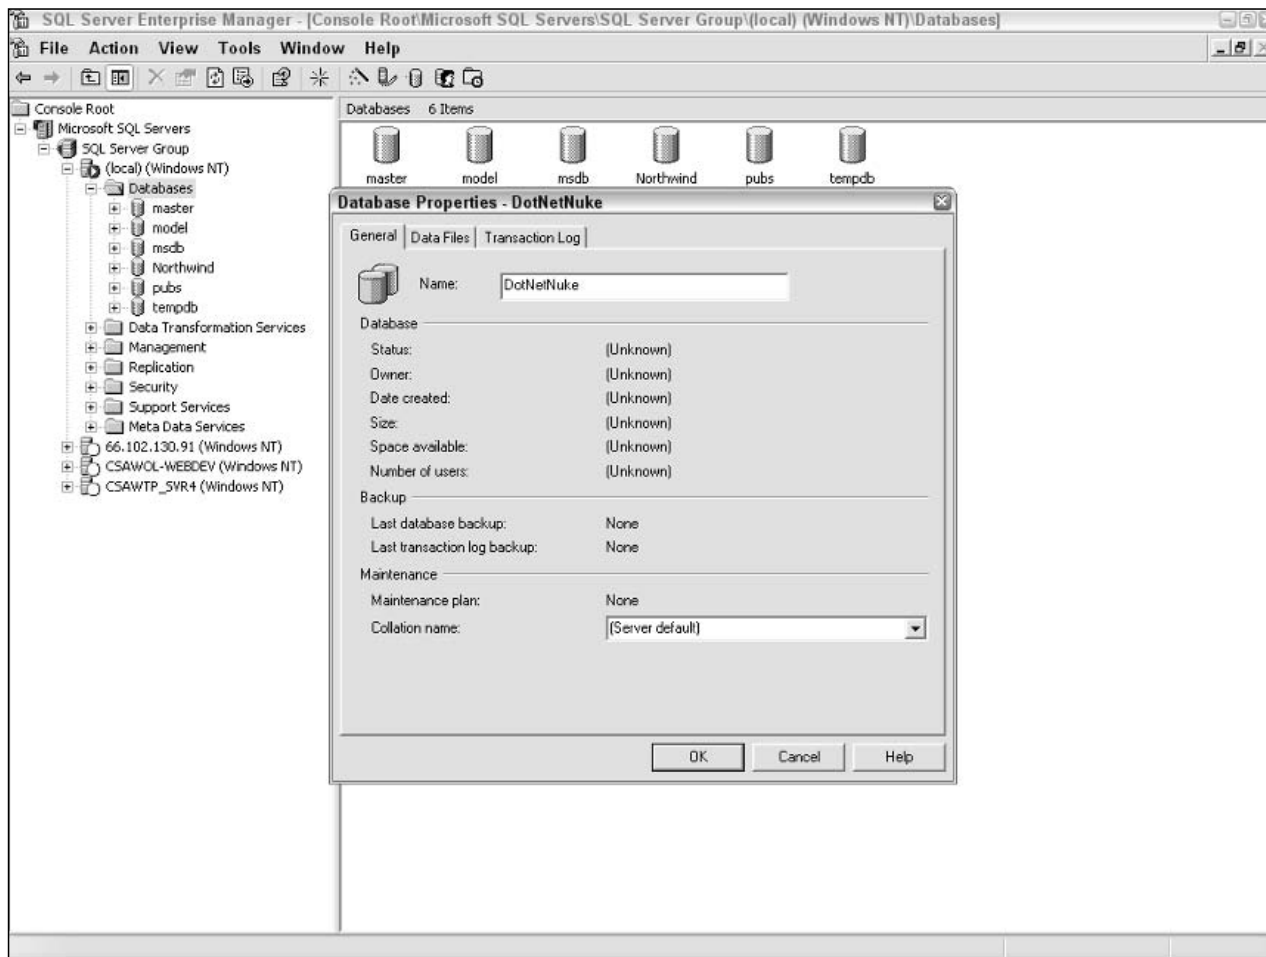 SQL Server Enterprise Manager - [Console Root\Microsoft SQL Servers\SQL Server Group\(local) (Windows NT)\Databases]
File Action View Tools Window Help
Console Root
Microsoft SQL Servers
SQL Server Group
(local) (Windows NT)
Databases
master
model
msdb
Northwind
pubs
tempdb
Data Transformation Services
Management
Replication
Security
Support Services
Meta Data Services
66.102.130.91 (Windows NT)
CSAWOL-WEBDEV (Windows NT)
CSAWTP_SVR4 (Windows NT)
Databases 6 Items
master model msdb Northwind pubs tempdb
Database Properties - DotNetNuke
General Data Files Transaction Log
Name: DotNetNuke
Database
Status: (Unknown)
Owner: (Unknown)
Date created: (Unknown)
Size: (Unknown)
Space available: (Unknown)
Number of users: (Unknown)
Backup
Last database backup: None
Last transaction log backup: None
Maintenance
Maintenance plan: None
Collation name: (Server default)
OK Cancel Help